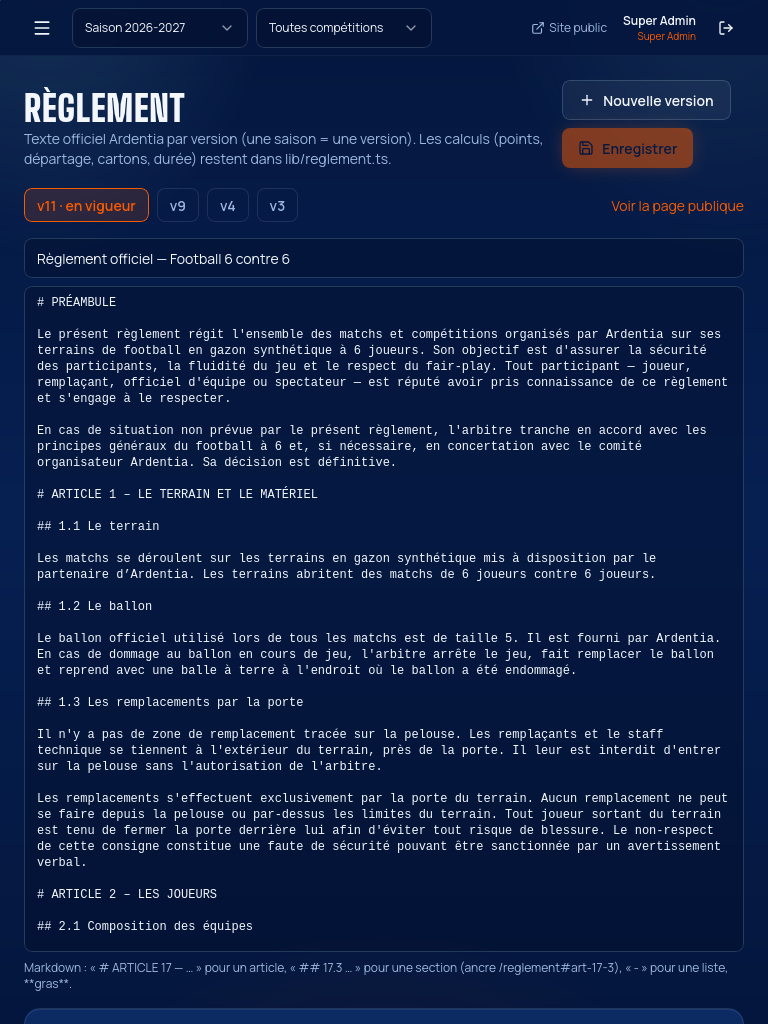 Saison 2026-2027
Toutes compétitions
Site public
Super Admin
Super Admin
RÈGLEMENT
Texte officiel Ardentia par version (une saison = une version). Les calculs (points,
départage, cartons, durée) restent dans lib/reglement.ts.
Nouvelle version
Enregistrer
v11 · en vigueur
v9
v4
v3
Voir la page publique
Règlement officiel — Football 6 contre 6
# PRÉAMBULE
Le présent règlement régit l'ensemble des matchs et compétitions organisés par Ardentia sur ses
terrains de football en gazon synthétique à 6 joueurs. Son objectif est d'assurer la sécurité
des participants, la fluidité du jeu et le respect du fair-play. Tout participant — joueur,
remplaçant, officiel d'équipe ou spectateur — est réputé avoir pris connaissance de ce règlement
et s'engage à le respecter.
En cas de situation non prévue par le présent règlement, l'arbitre tranche en accord avec les
principes généraux du football à 6 et, si nécessaire, en concertation avec le comité
organisateur Ardentia. Sa décision est définitive.
# ARTICLE 1 – LE TERRAIN ET LE MATÉRIEL
## 1.1 Le terrain
Les matchs se déroulent sur les terrains en gazon synthétique mis à disposition par le
partenaire d’Ardentia. Les terrains abritent des matchs de 6 joueurs contre 6 joueurs.
## 1.2 Le ballon
Le ballon officiel utilisé lors de tous les matchs est de taille 5. Il est fourni par Ardentia.
En cas de dommage au ballon en cours de jeu, l'arbitre arrête le jeu, fait remplacer le ballon
et reprend avec une balle à terre à l'endroit où le ballon a été endommagé.
## 1.3 Les remplacements par la porte
Il n'y a pas de zone de remplacement tracée sur la pelouse. Les remplaçants et le staff
technique se tiennent à l'extérieur du terrain, près de la porte. Il leur est interdit d'entrer
sur la pelouse sans l'autorisation de l'arbitre.
Les remplacements s'effectuent exclusivement par la porte du terrain. Aucun remplacement ne peut
se faire depuis la pelouse ou par-dessus les limites du terrain. Tout joueur sortant du terrain
est tenu de fermer la porte derrière lui afin d'éviter tout risque de blessure. Le non-respect
de cette consigne constitue une faute de sécurité pouvant être sanctionnée par un avertissement
verbal.
# ARTICLE 2 – LES JOUEURS
## 2.1 Composition des équipes
Markdown : « # ARTICLE 17 — … » pour un article, « ## 17.3 … » pour une section (ancre /reglement#art-17-3), « - » pour une liste,
**gras**.